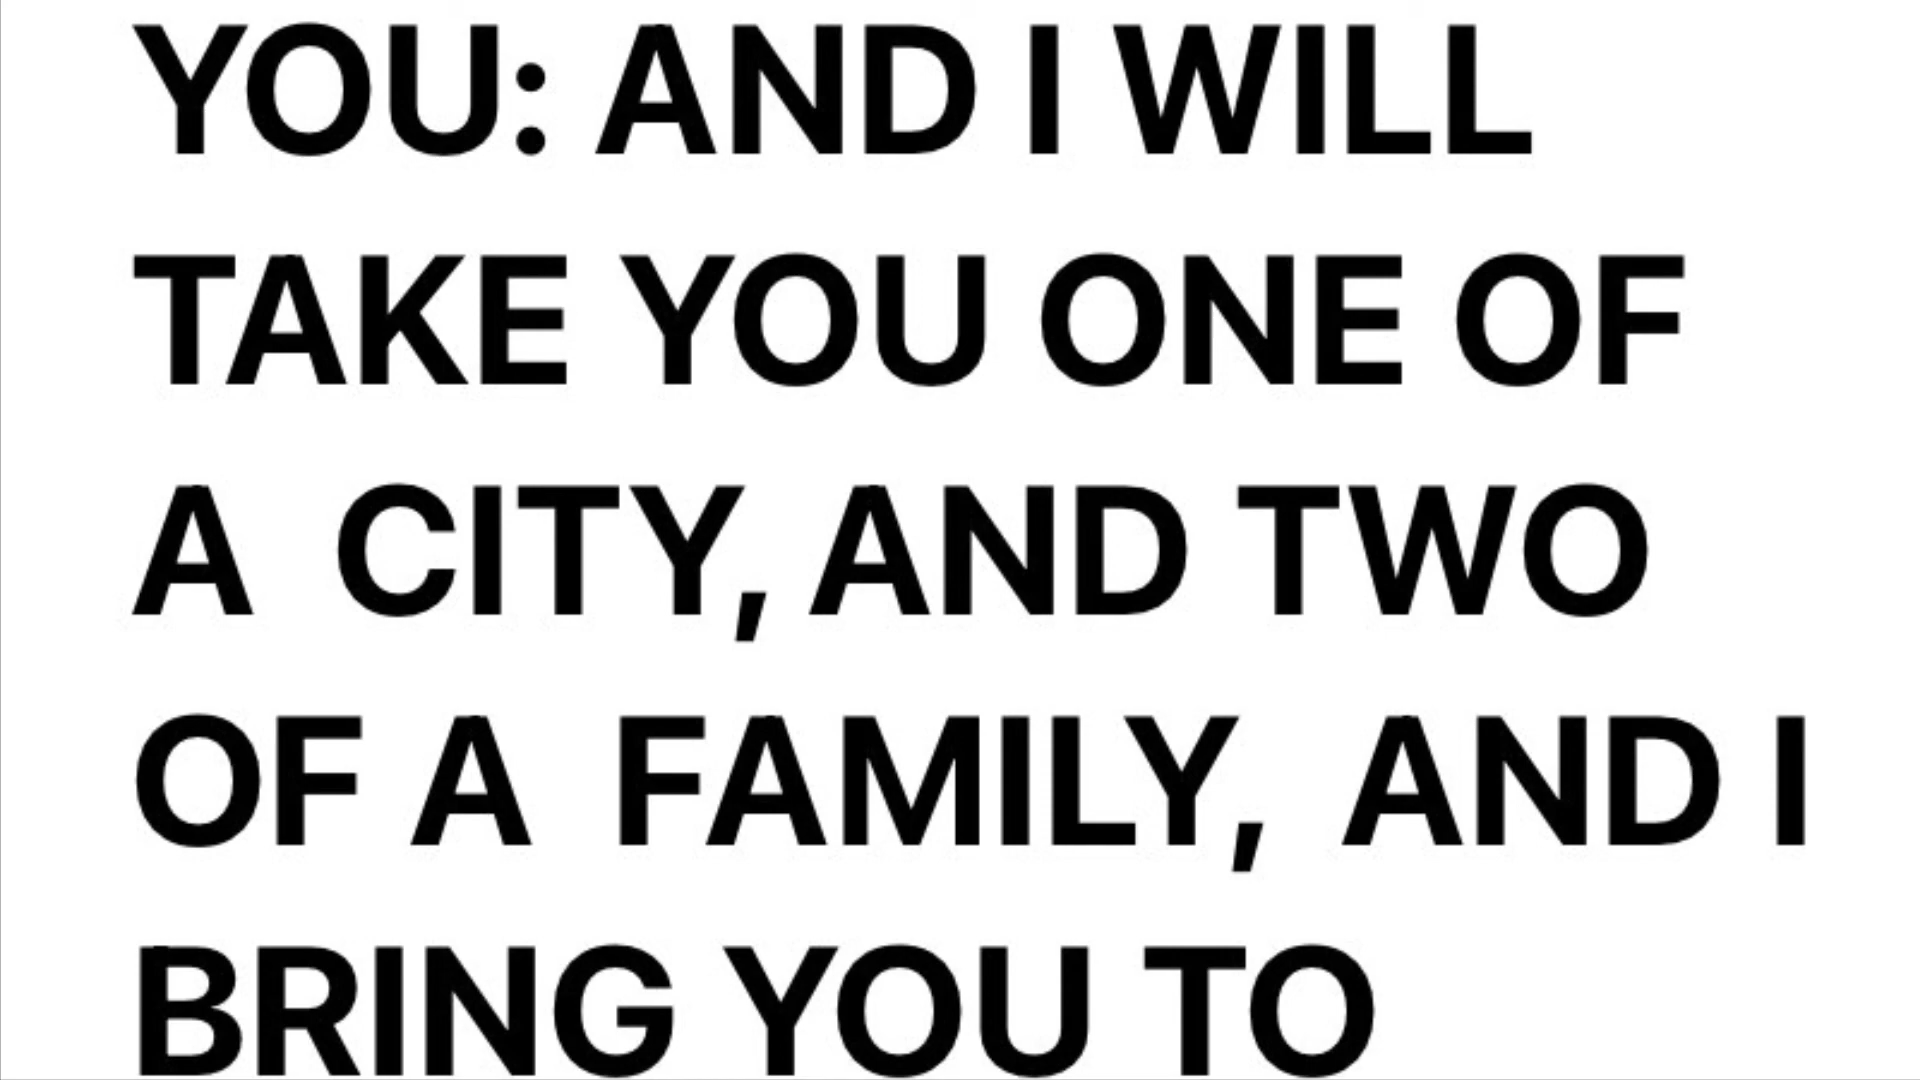 YOU: AND I WILL
TAKE YOU ONE OF
A CITY, AND TWO
OF A FAMILY, AND I
BRING YOU TO